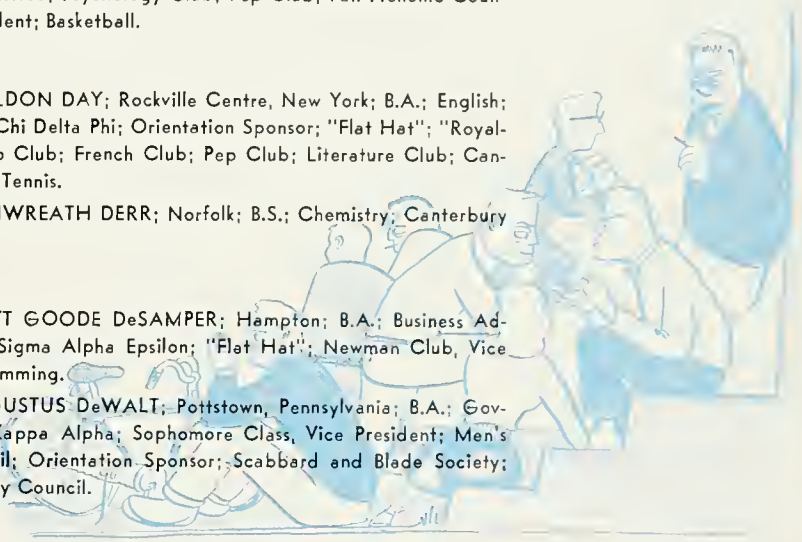 dent; Basketball.
LDON DAY; Rockville Centre, New York; B.A.; English;
Chi Delta Phi; Orientation Sponsor; "Flat Hat"; "Royal-
Club; French Club; Pep Club; Literature Club; Can-
Tennis.
WREATH DERR; Norfolk; B.S.; Chemistry; Canterbury
TT GOODE DeSAMPER; Hampton; B.A.; Business Ad-
Sigma Alpha Epsilon; "Flat Hat"; Newman Club, Vice
mming.
GUSTUS DeWALT; Pottstown, Pennsylvania; B.A.; Gov-
Kappa Alpha; Sophomore Class, Vice President; Men's
il; Orientation Sponsor; Scabbard and Blade Society;
y Council.